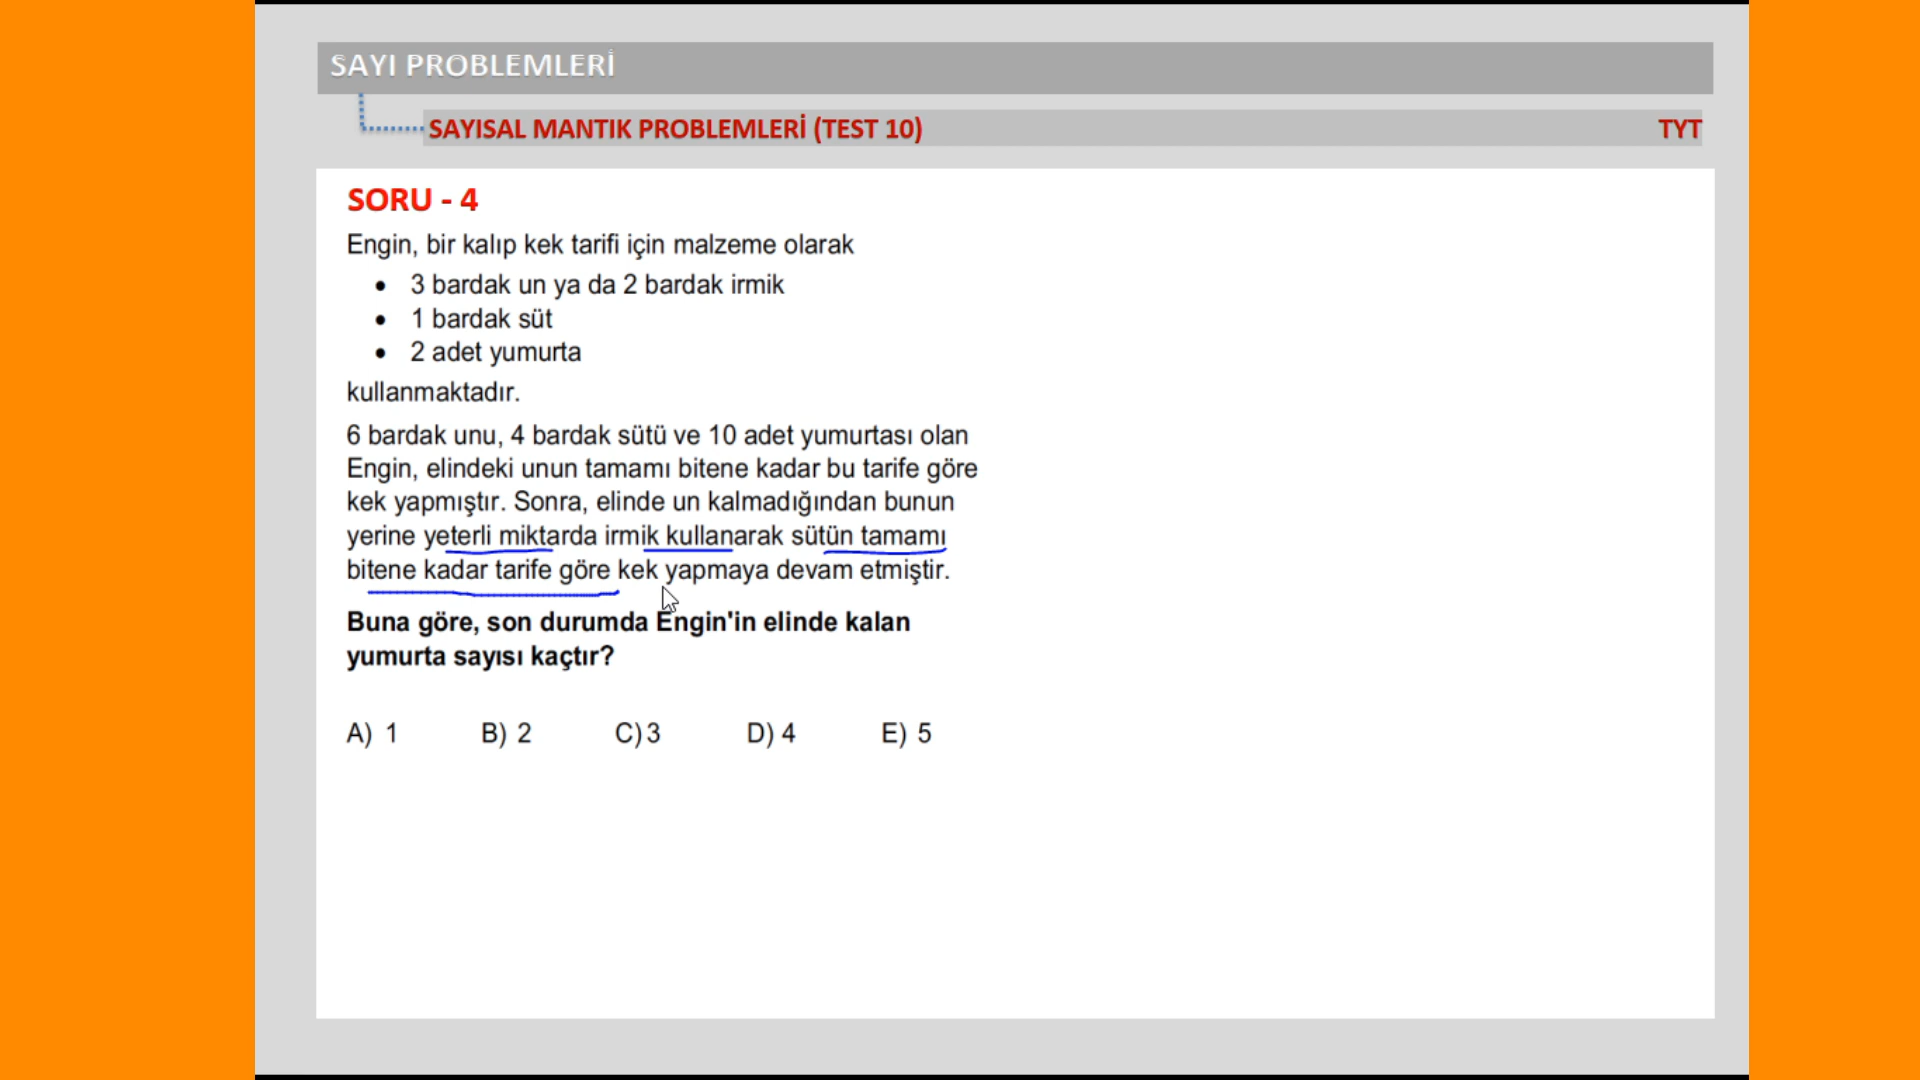 SAYI PROBLEMLERİ
SAYISAL MANTIK PROBLEMLERİ (TEST 10) TYT
SORU - 4
Engin, bir kalıp kek tarifi için malzeme olarak
• 3 bardak un ya da 2 bardak irmik
• 1 bardak süt
• 2 adet yumurta
kullanmaktadır.
6 bardak unu, 4 bardak sütü ve 10 adet yumurtası olan
Engin, elindeki unun tamamı bitene kadar bu tarife göre
kek yapmıştır. Sonra, elinde un kalmadığından bunun
yerine yeterli miktarda irmik kullanarak sütün tamamı
bitene kadar tarife göre kek yapmaya devam etmiştir.
Buna göre, son durumda Engin'in elinde kalan
yumurta sayısı kaçtır?
A) 1 B) 2 C) 3 D) 4 E) 5